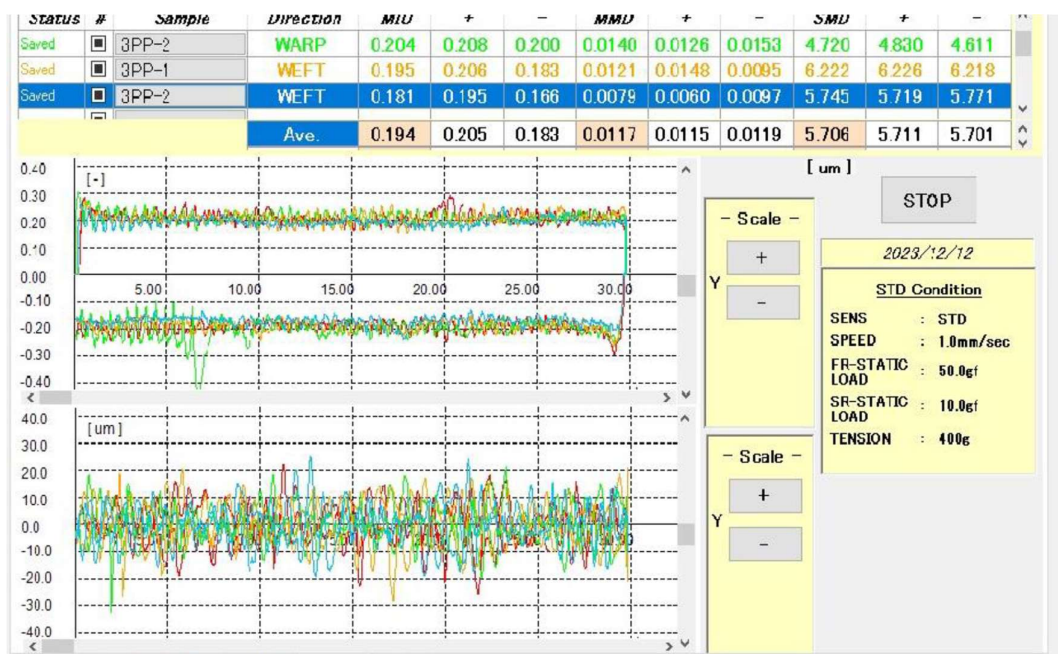 Status # Sample Direction MIU + - MMD + - SMD + -
Saved 3PP-2 WARP 0.204 0.208 0.200 0.0140 0.0126 0.0153 4.720 4.830 4.611
Saved 3PP-1 WEFT 0.195 0.206 0.183 0.0121 0.0148 0.0095 6.222 6.226 6.218
Saved 3PP-2 WEFT 0.181 0.195 0.166 0.0079 0.0060 0.0097 5.745 5.719 5.771
Ave. 0.194 0.205 0.183 0.0117 0.0115 0.0119 5.706 5.711 5.701
[ um ]
STOP
2023/12/12
STD Condition
SENS : STD
SPEED : 1.0mm/sec
FR-STATIC LOAD : 50.0gf
SR-STATIC LOAD : 10.0gf
TENSION : 400g
[-]
0.40
0.30
0.20
0.10
0.00
5.00 10.00 15.00 20.00 25.00 30.00
-0.10
-0.20
-0.30
-0.40
- Scale -
+
Y
-
[um]
40.0
30.0
20.0
10.0
0.0
-10.0
-20.0
-30.0
-40.0
- Scale -
+
Y
-